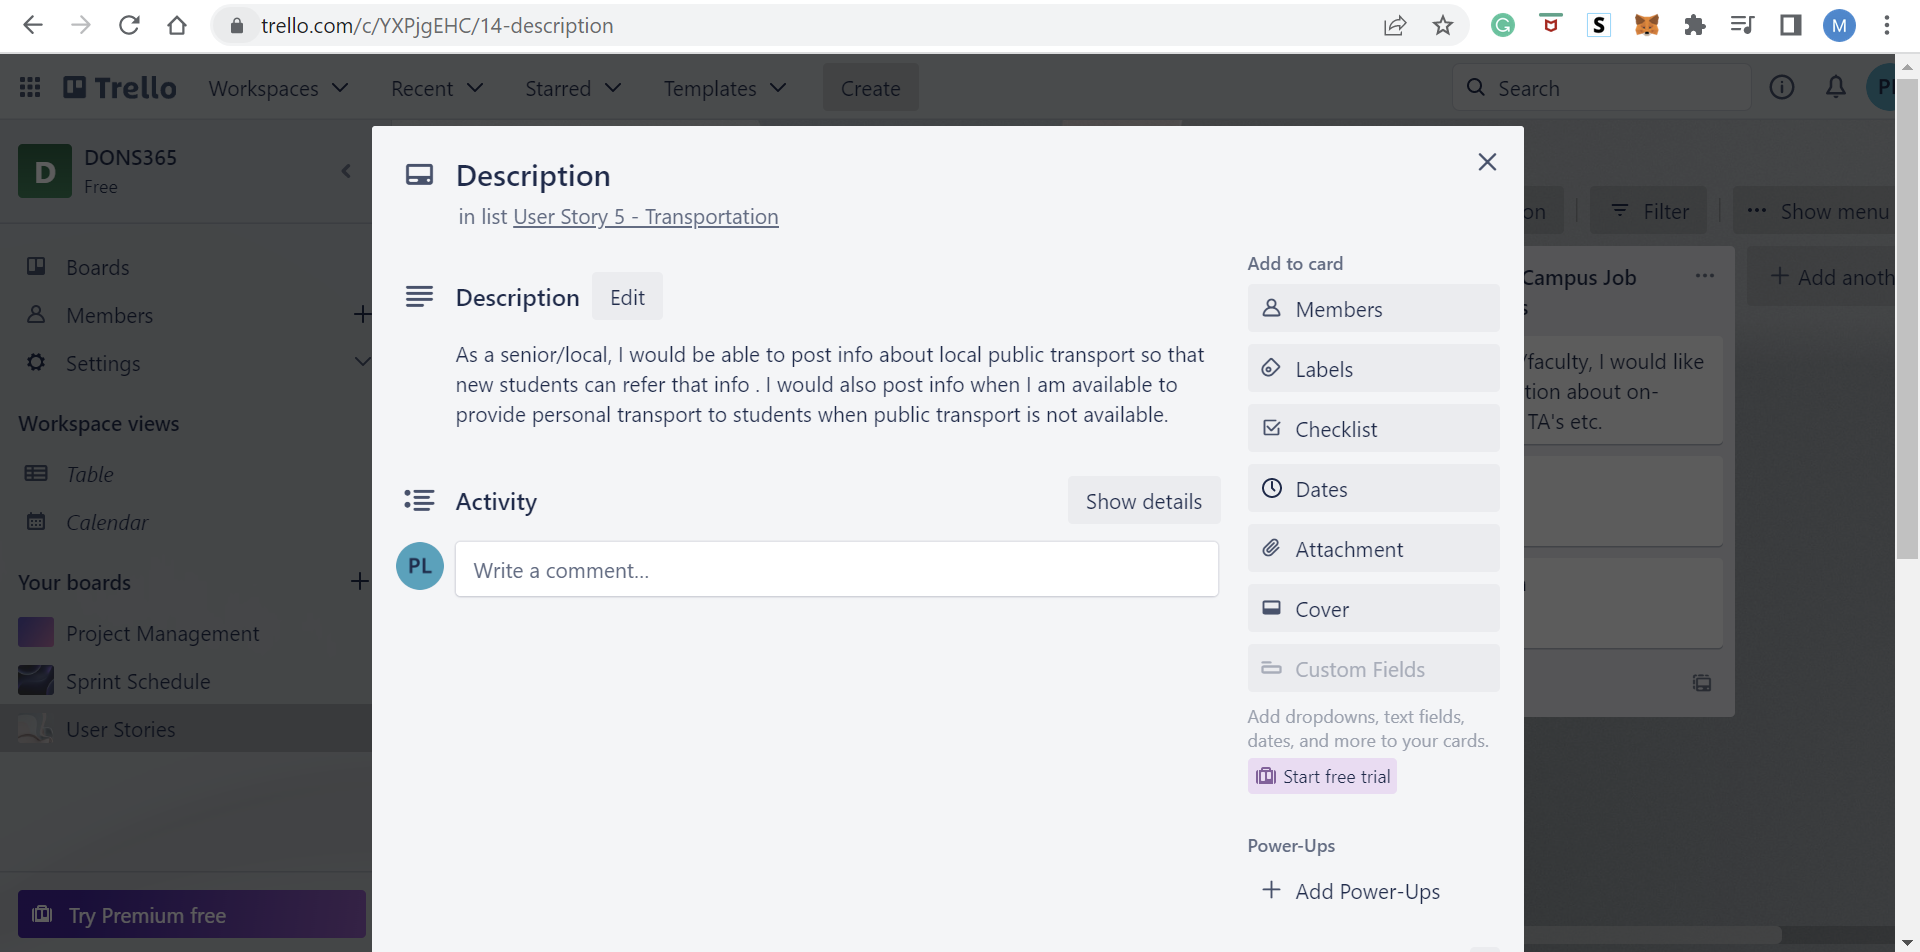 trello.com/c/YXPjgEHC/14-description
S
M
Trello
Workspaces
Recent
Starred
Templates
Create
Search
D
DONS365
Free
Boards
Members
Settings
Workspace views
Table
Calendar
Your boards
Project Management
Sprint Schedule
User Stories
Try Premium free
Description
in list User Story 5 - Transportation
Description
Edit
As a senior/local, I would be able to post info about local public transport so that
new students can refer that info . I would also post info when I am available to
provide personal transport to students when public transport is not available.
Activity
Show details
PL
Write a comment...
Add to card
Members
Labels
Checklist
Dates
Attachment
Cover
Custom Fields
Add dropdowns, text fields,
dates, and more to your cards.
Start free trial
Power-Ups
Add Power-Ups
Filter
Show menu
Campus Job
/faculty, I would like
tion about on-
TA's etc.
Add anoth